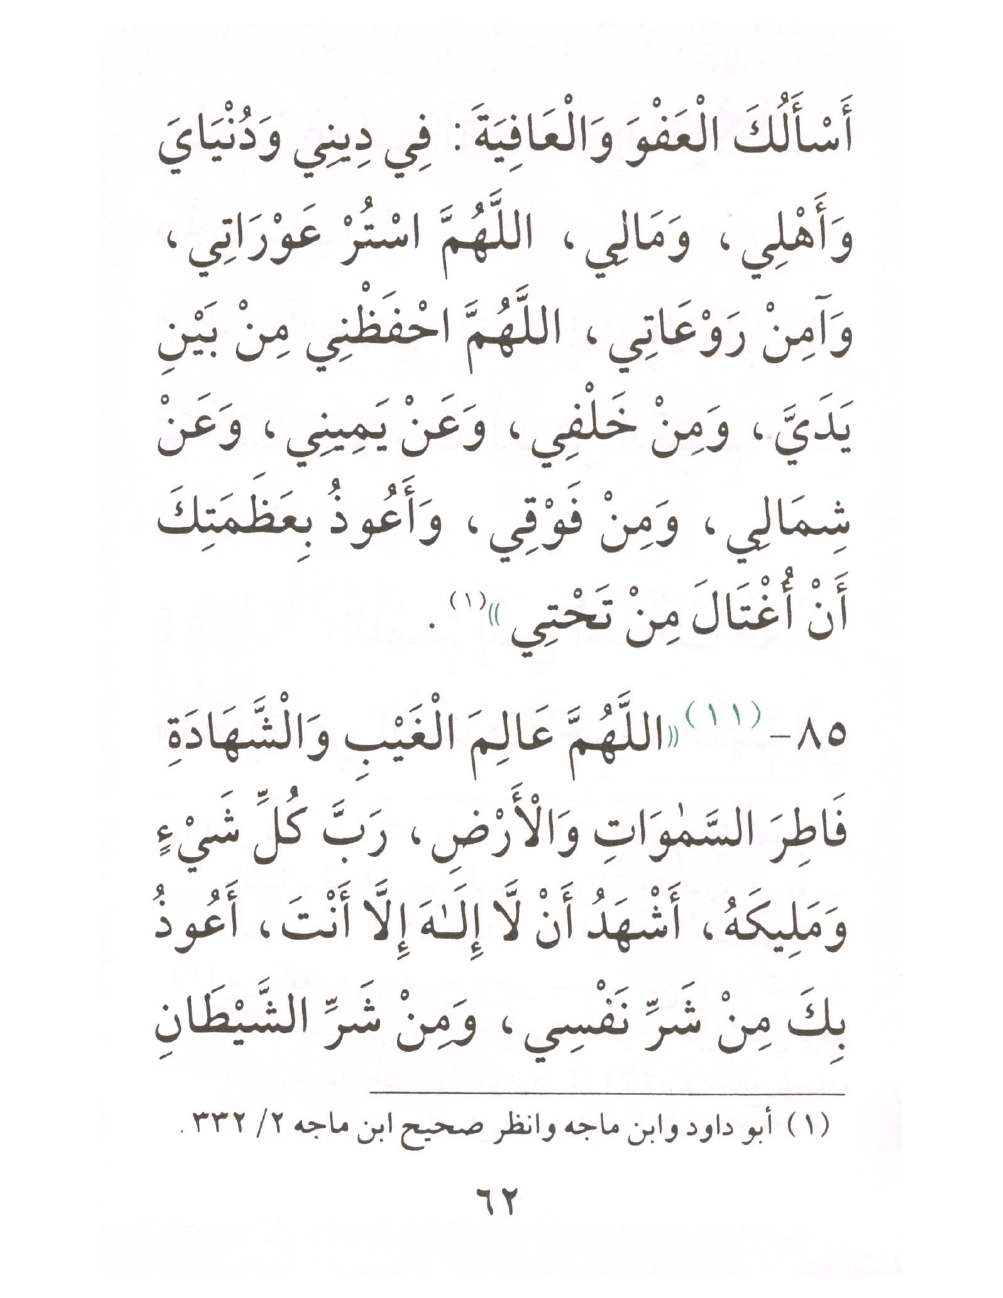 أَسْأَلُكَ الْعَفْوَ وَالْعَافِيَةَ : فِي دِينِي وَدُنْيَايَ
وَأَهْلِي ، وَمَالِي ، اللَّهُمَّ اسْتُرْ عَوْرَاتِي ،
وَآمِنْ رَوْعَاتِي ، اللَّهُمَّ احْفَظْنِي مِنْ بَيْنِ
يَدَيَّ ، وَمِنْ خَلْفِي ، وَعَنْ يَمِينِي ، وَعَنْ
شِمَالِي ، وَمِنْ فَوْقِي ، وَأَعُوذُ بِعَظَمَتِكَ
أَنْ أُغْتَالَ مِنْ تَحْتِي »(١) .
٨٥- (١١) «اللَّهُمَّ عَالِمَ الْغَيْبِ وَالْشَّهَادَةِ
فَاطِرَ السَّمٰوَاتِ وَالْأَرْضِ ، رَبَّ كُلِّ شَيْءٍ
وَمَلِيكَهُ ، أَشْهَدُ أَنْ لَّا إِلَـٰهَ إِلَّا أَنْتَ ، أَعُوذُ
بِكَ مِنْ شَرِّ نَفْسِي ، وَمِنْ شَرِّ الشَّيْطَانِ
(١) أبو داود وابن ماجه وانظر صحيح ابن ماجه ٢/ ٣٣٢ .
٦٢